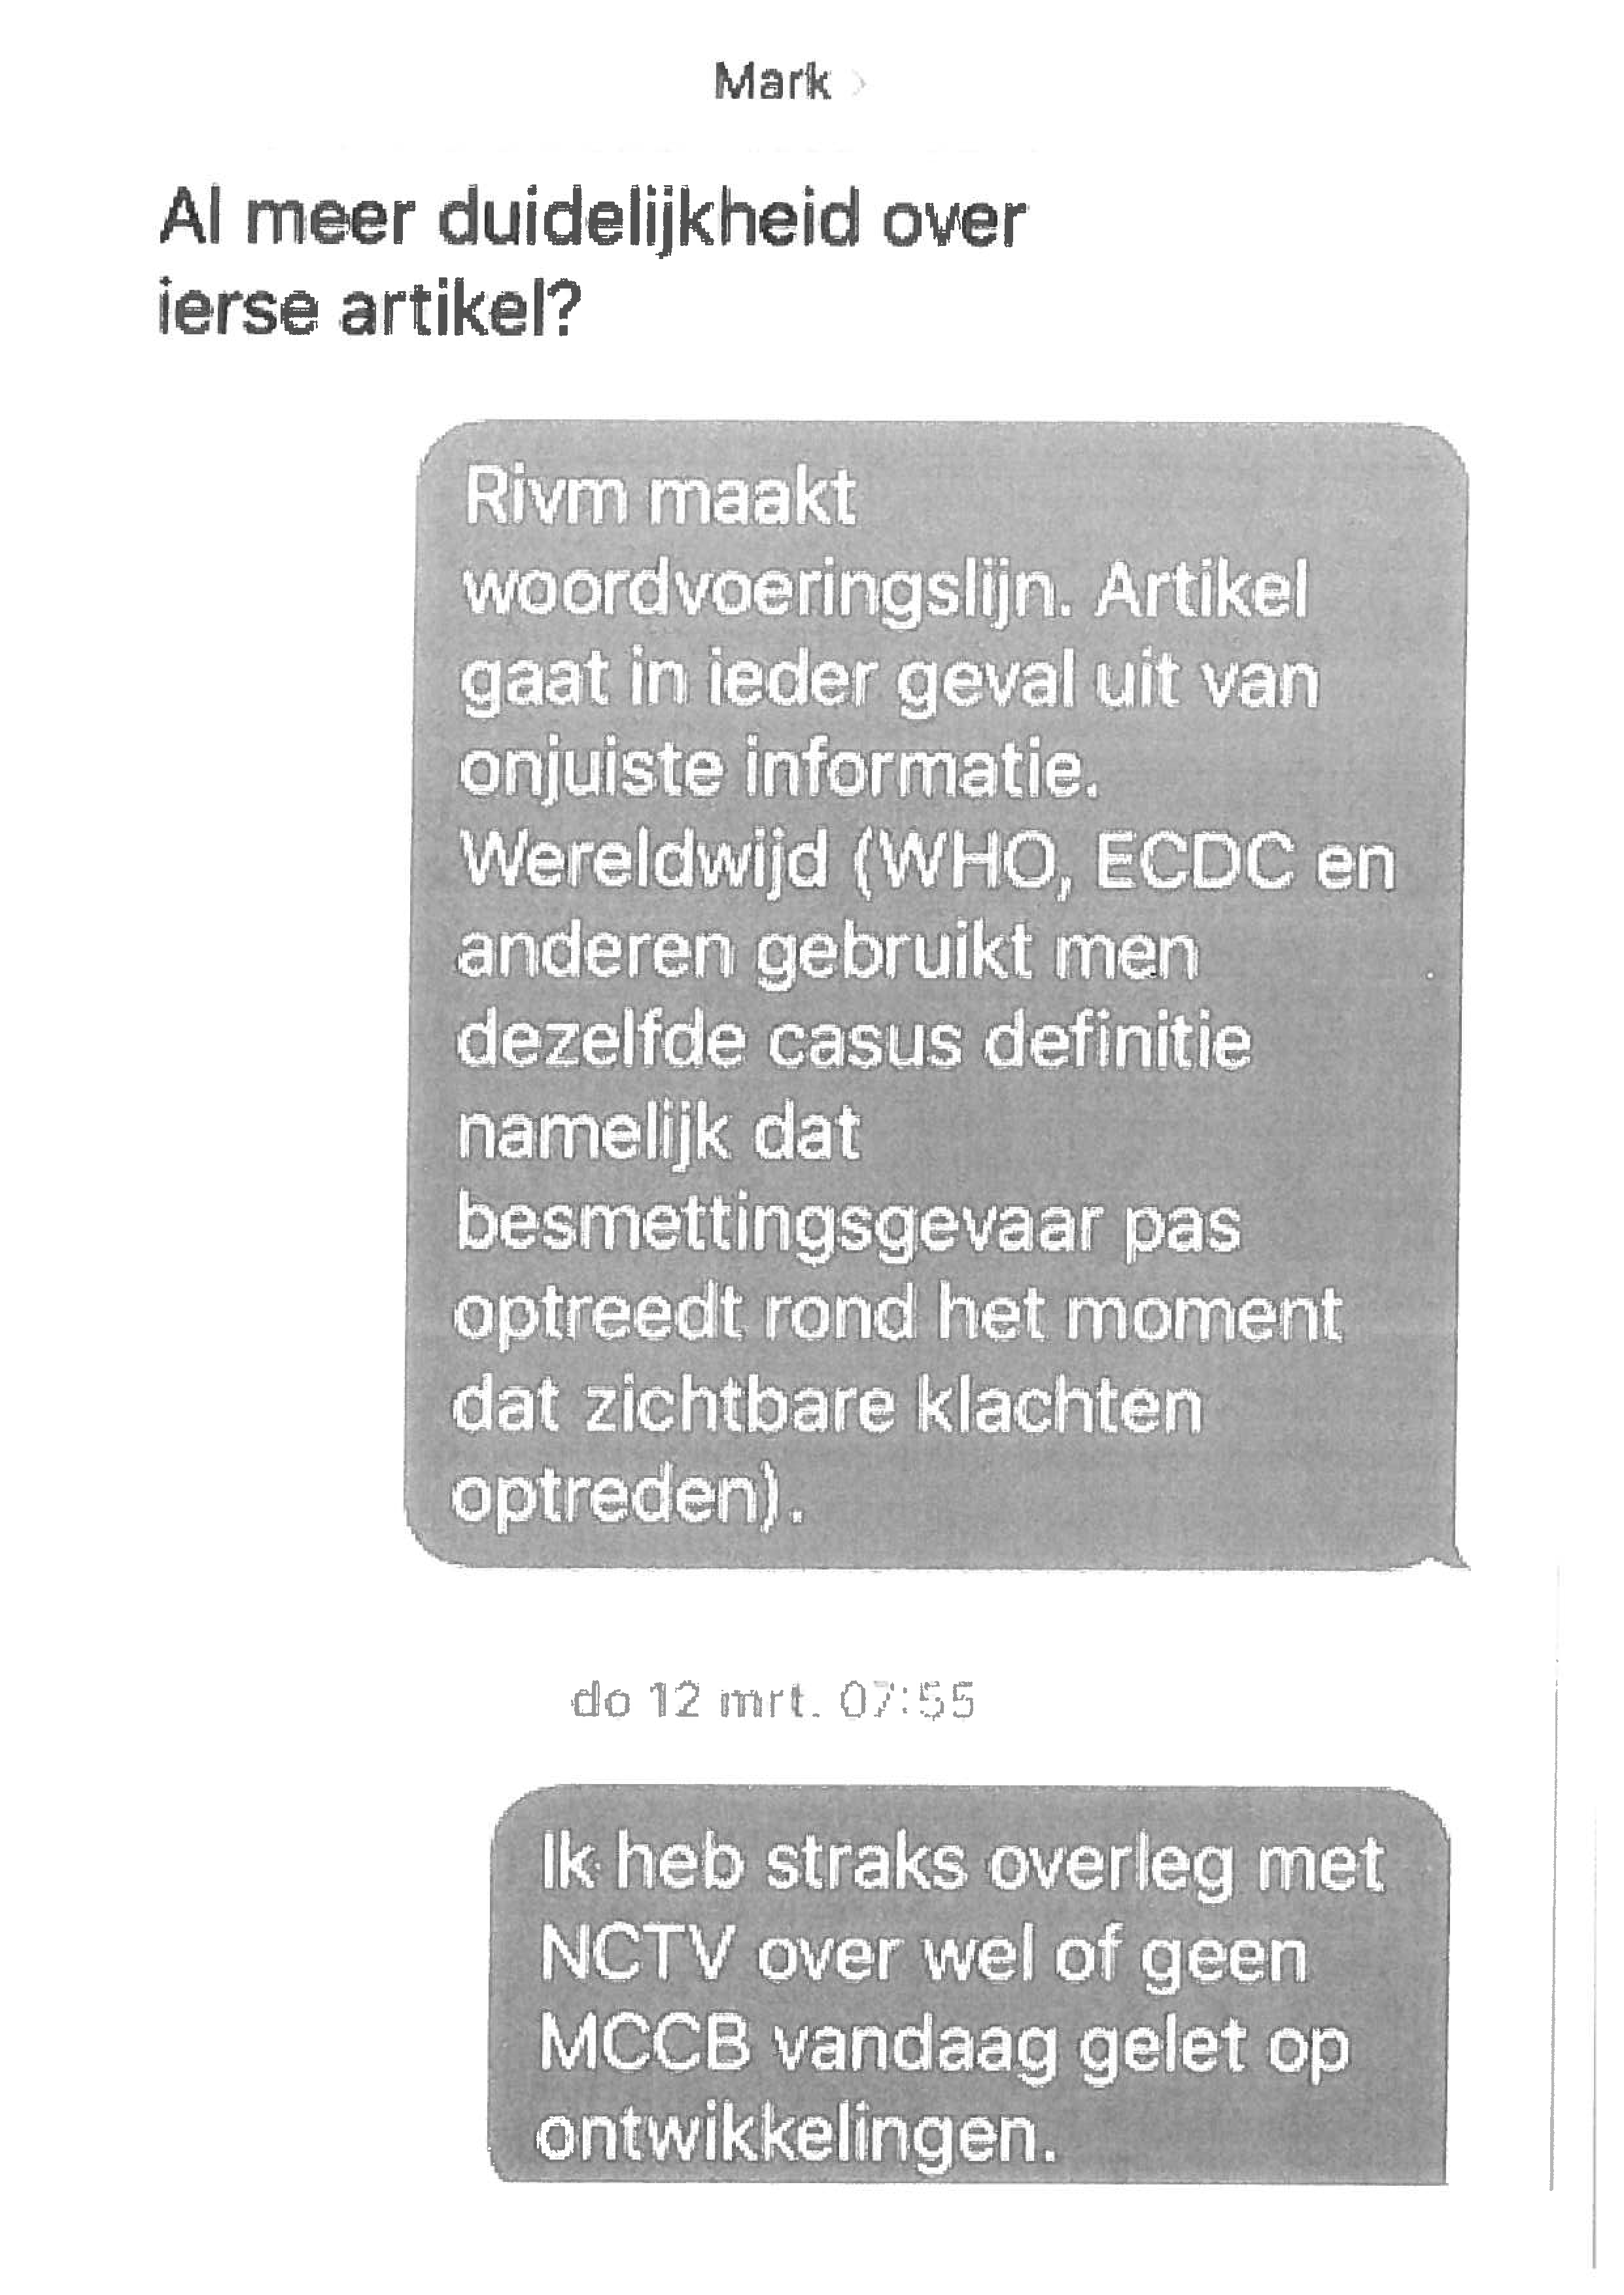 Mark >
Al meer duidelijkheid over
ierse artikel?
Rivm maakt
woordvoeringslijn. Artikel
gaat in ieder geval uit van
onjuiste informatie.
Wereldwijd (WHO, ECDC en
anderen gebruikt men
dezelfde casus definitie
namelijk dat
besmettingsgevaar pas
optreedt rond het moment
dat zichtbare klachten
optreden).
do 12 mrt. 07:55
Ik heb straks overleg met
NCTV over wel of geen
MCCB vandaag gelet op
ontwikkelingen.